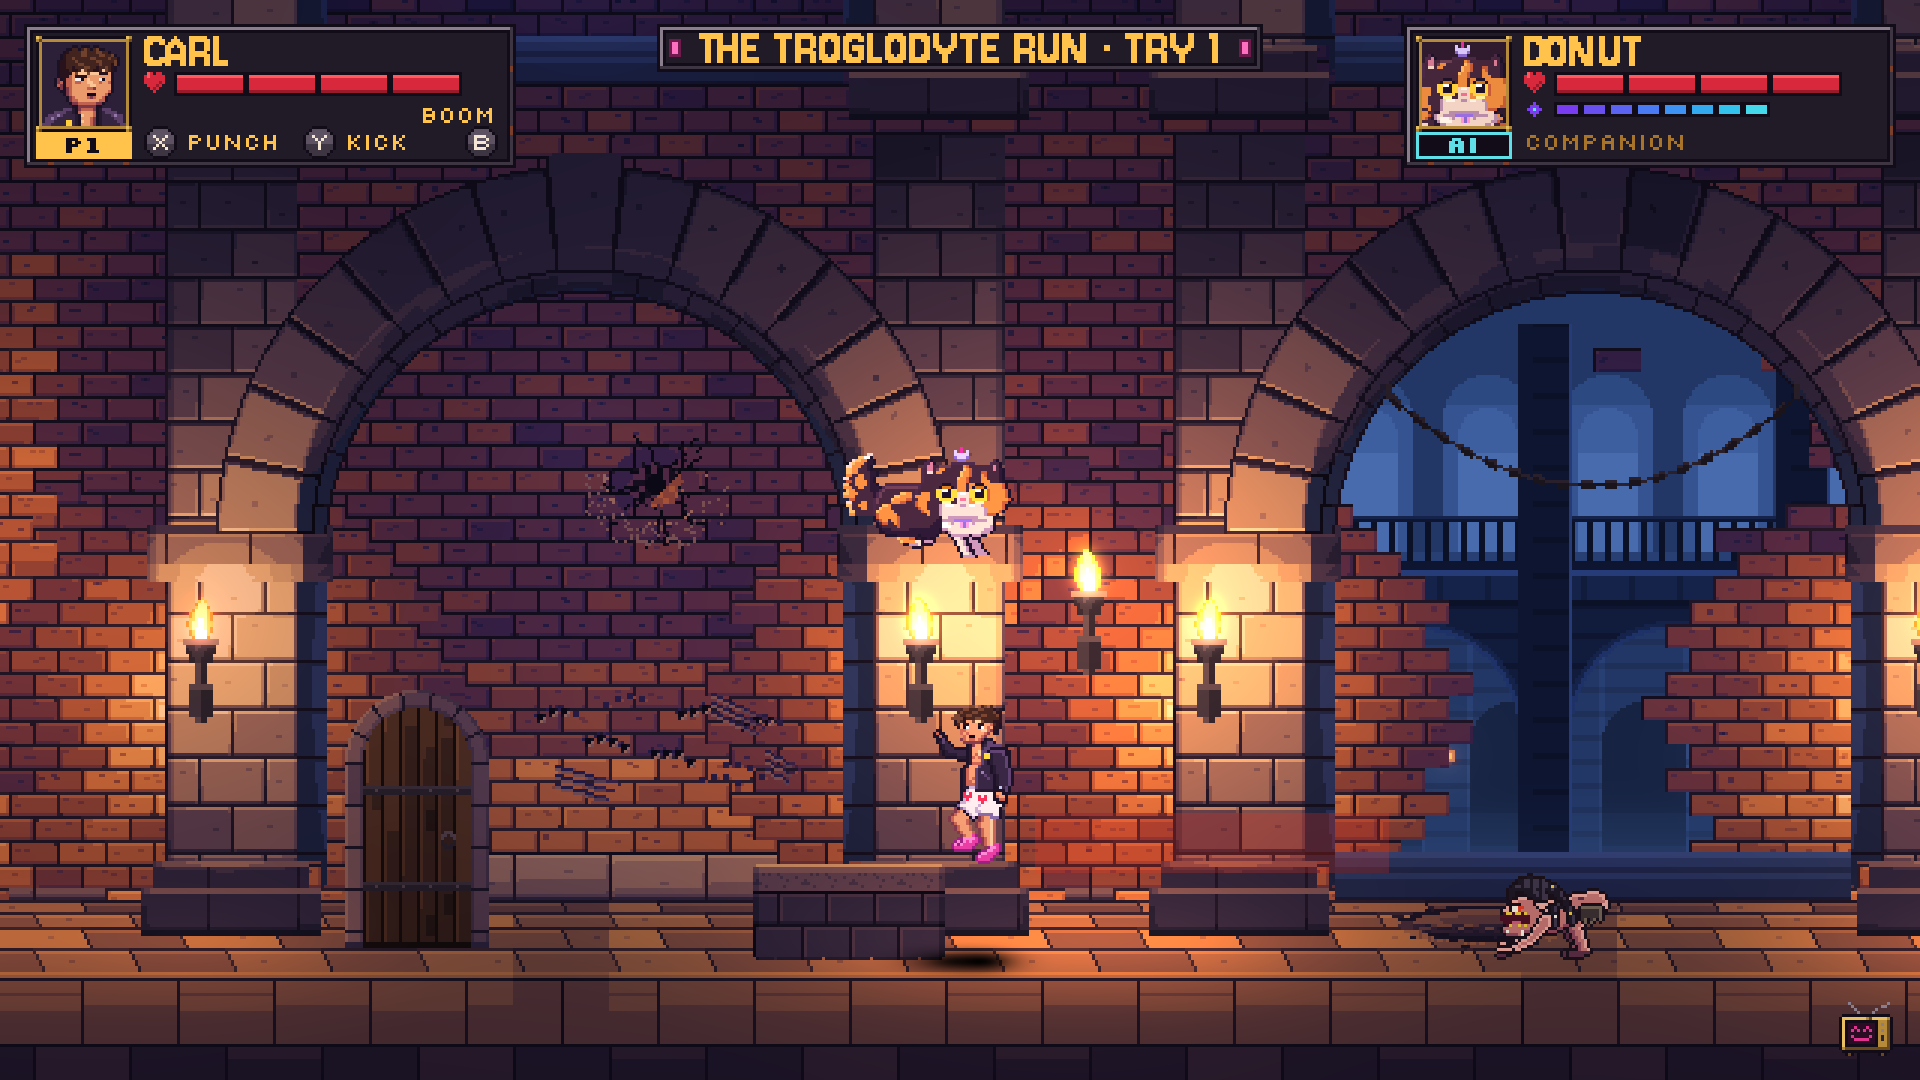 CARL
BOOM
X PUNCH Y KICK B
P1
THE TROGLODYTE RUN · TRY 1
DONUT
COMPANION
AI